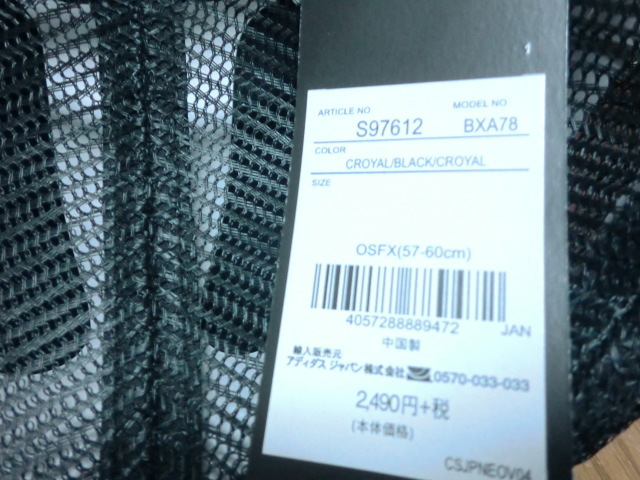 ARTICLE NO. MODEL NO
S97612 BXA78
COLOR
CROYAL/BLACK/CROYAL
SIZE
OSFX(57-60cm)
4057288889472 JAN
中国製
輸入販売元
アディダス ジャパン株式会社 0570-033-033
2,490円+税
(本体価格)
CSJPNEOV04